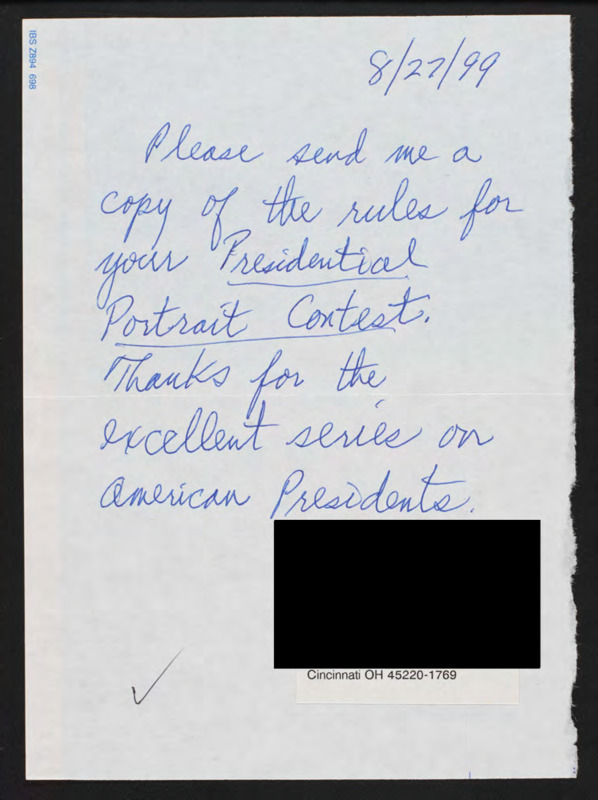 IBS Z894 698
8/27/99
Please send me a
copy of the rules for
your Presidential
Portrait Contest.
Thanks for the
excellent series on
American Presidents.
Cincinnati OH 45220-1769